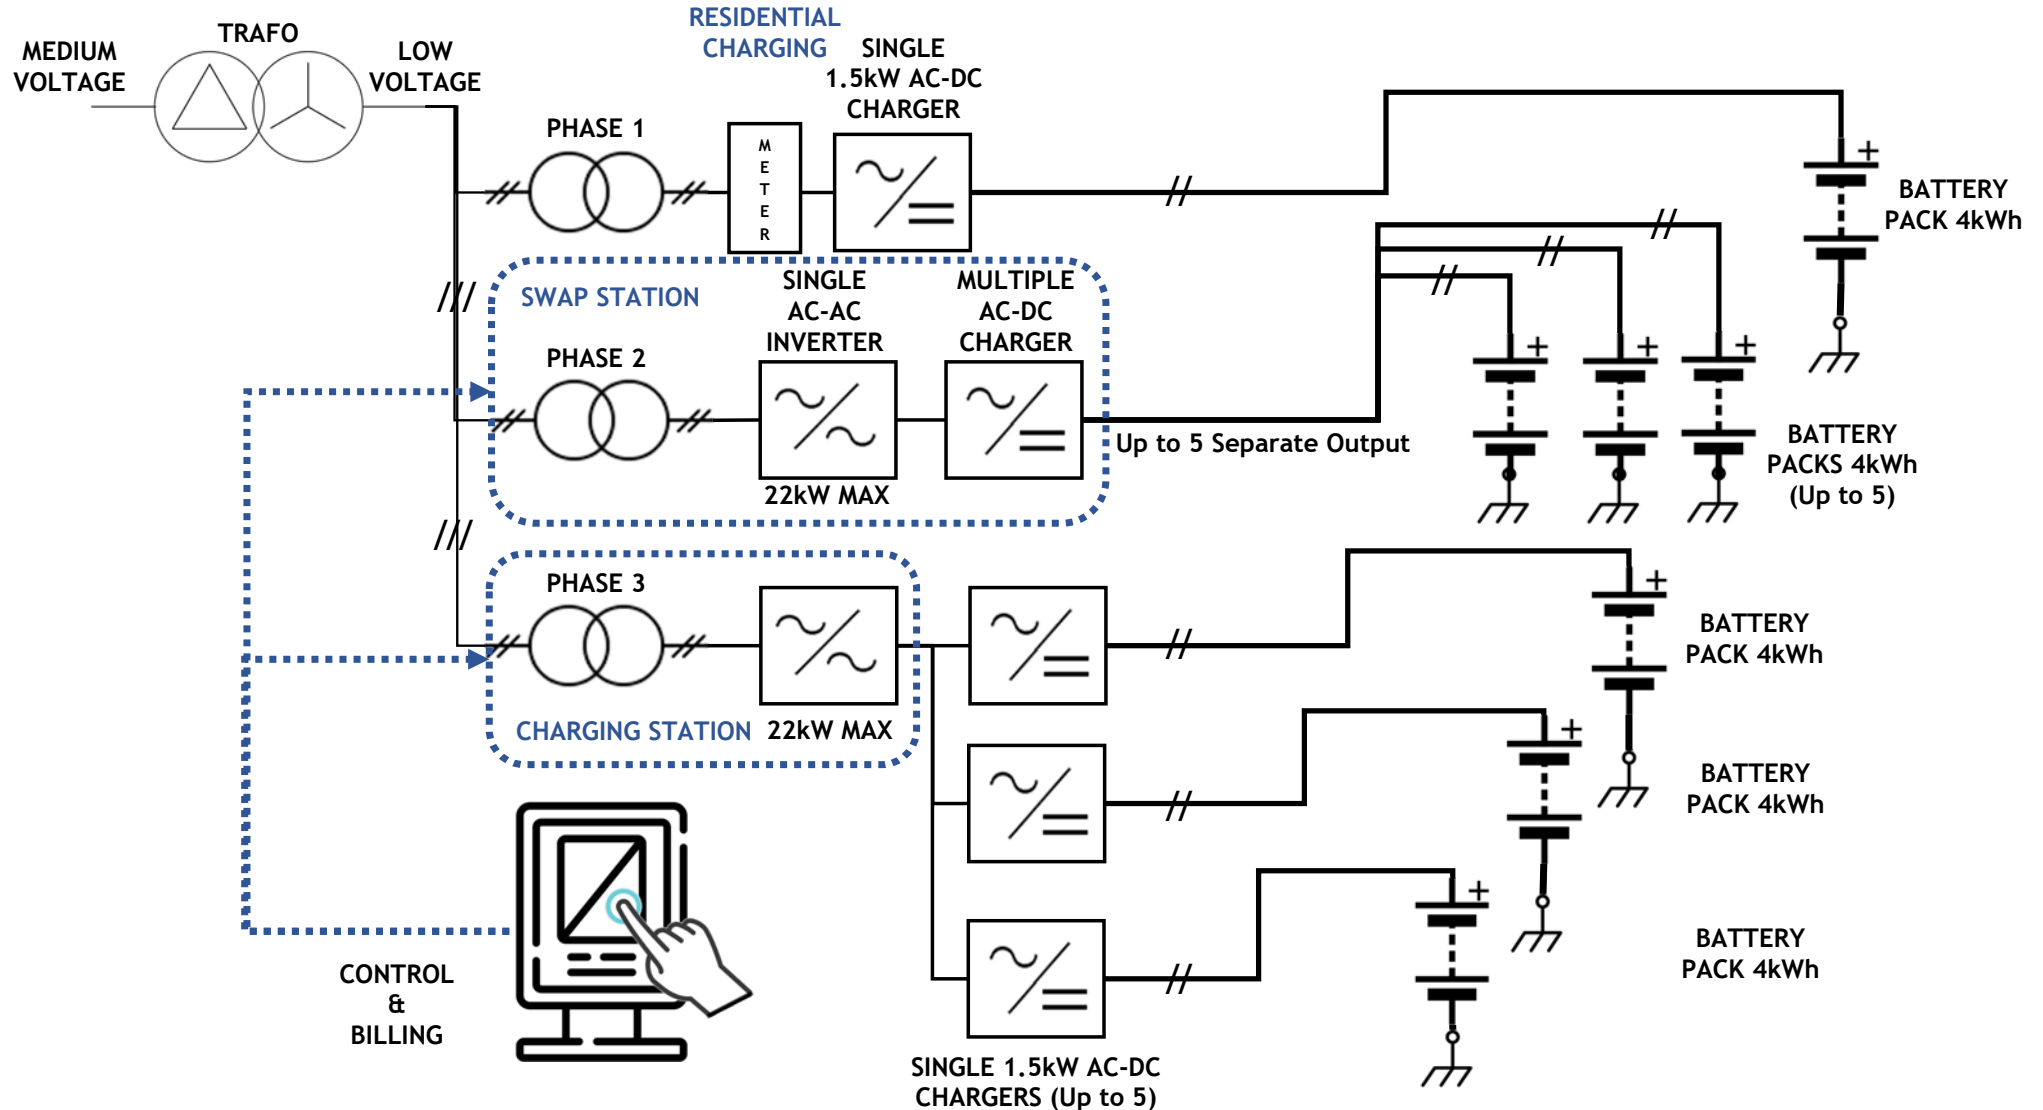 MEDIUM
VOLTAGE
TRAFO
LOW
VOLTAGE
RESIDENTIAL
CHARGING
SINGLE
1.5kW AC-DC
CHARGER
PHASE 1
METER
+
BATTERY
PACK 4kWh
SWAP STATION
SINGLE
AC-AC
INVERTER
MULTIPLE
AC-DC
CHARGER
PHASE 2
22kW MAX
Up to 5 Separate Output
+
+
+
BATTERY
PACKS 4kWh
(Up to 5)
PHASE 3
CHARGING STATION
22kW MAX
+
BATTERY
PACK 4kWh
+
BATTERY
PACK 4kWh
+
BATTERY
PACK 4kWh
CONTROL
&
BILLING
SINGLE 1.5kW AC-DC
CHARGERS (Up to 5)